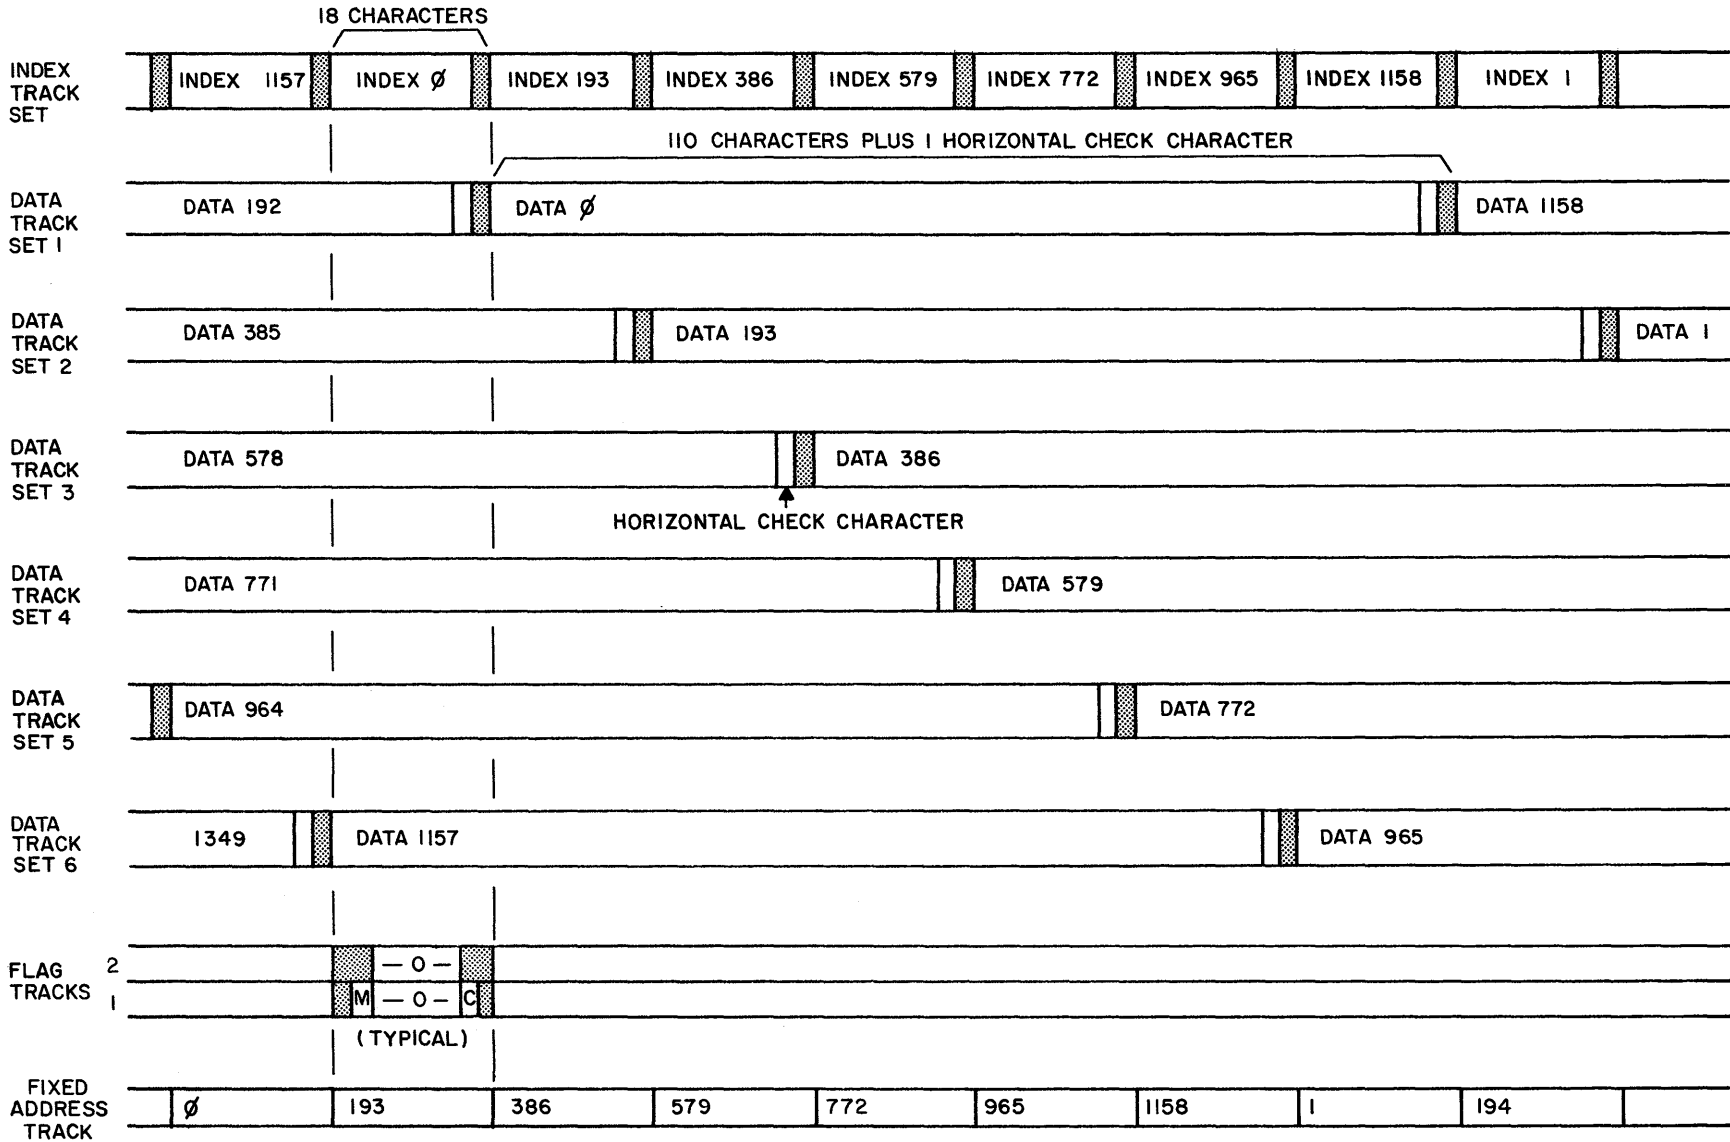 18 CHARACTERS
INDEX TRACK SET
INDEX 1157
INDEX Ø
INDEX 193
INDEX 386
INDEX 579
INDEX 772
INDEX 965
INDEX 1158
INDEX 1
110 CHARACTERS PLUS 1 HORIZONTAL CHECK CHARACTER
DATA TRACK SET 1
DATA 192
DATA Ø
DATA 1158
DATA TRACK SET 2
DATA 385
DATA 193
DATA 1
DATA TRACK SET 3
DATA 578
DATA 386
HORIZONTAL CHECK CHARACTER
DATA TRACK SET 4
DATA 771
DATA 579
DATA TRACK SET 5
DATA 964
DATA 772
DATA TRACK SET 6
1349
DATA 1157
DATA 965
FLAG TRACKS
2
— O —
1
M — O — C
(TYPICAL)
FIXED ADDRESS TRACK
Ø
193
386
579
772
965
1158
1
194